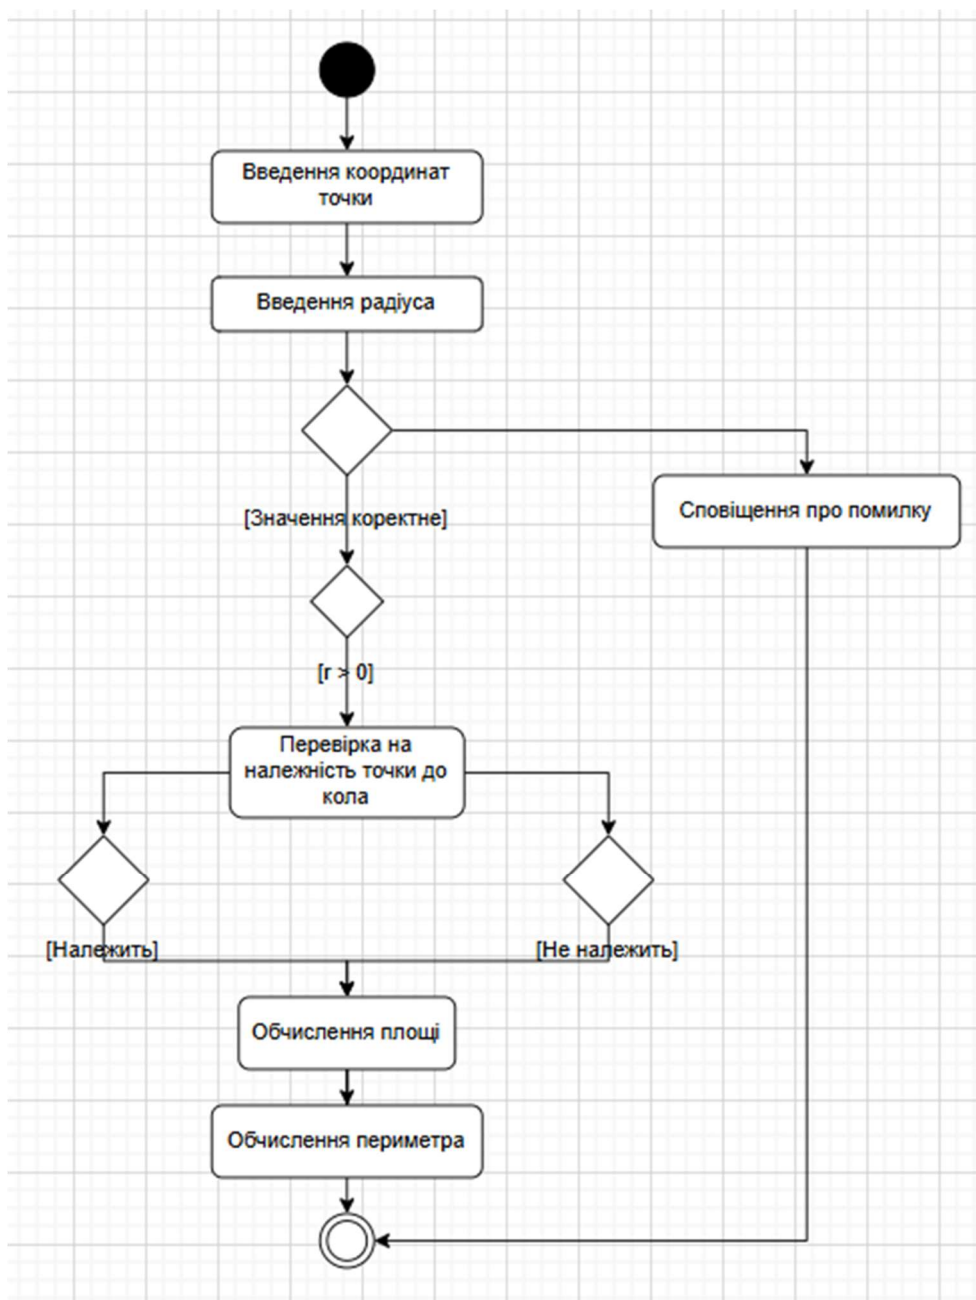 Введення координат
точки
Введення радіуса
Сповіщення про помилку
[Значення коректне]
[r > 0]
Перевірка на
належність точки до
кола
[Належить]
[Не належить]
Обчислення площі
Обчислення периметра